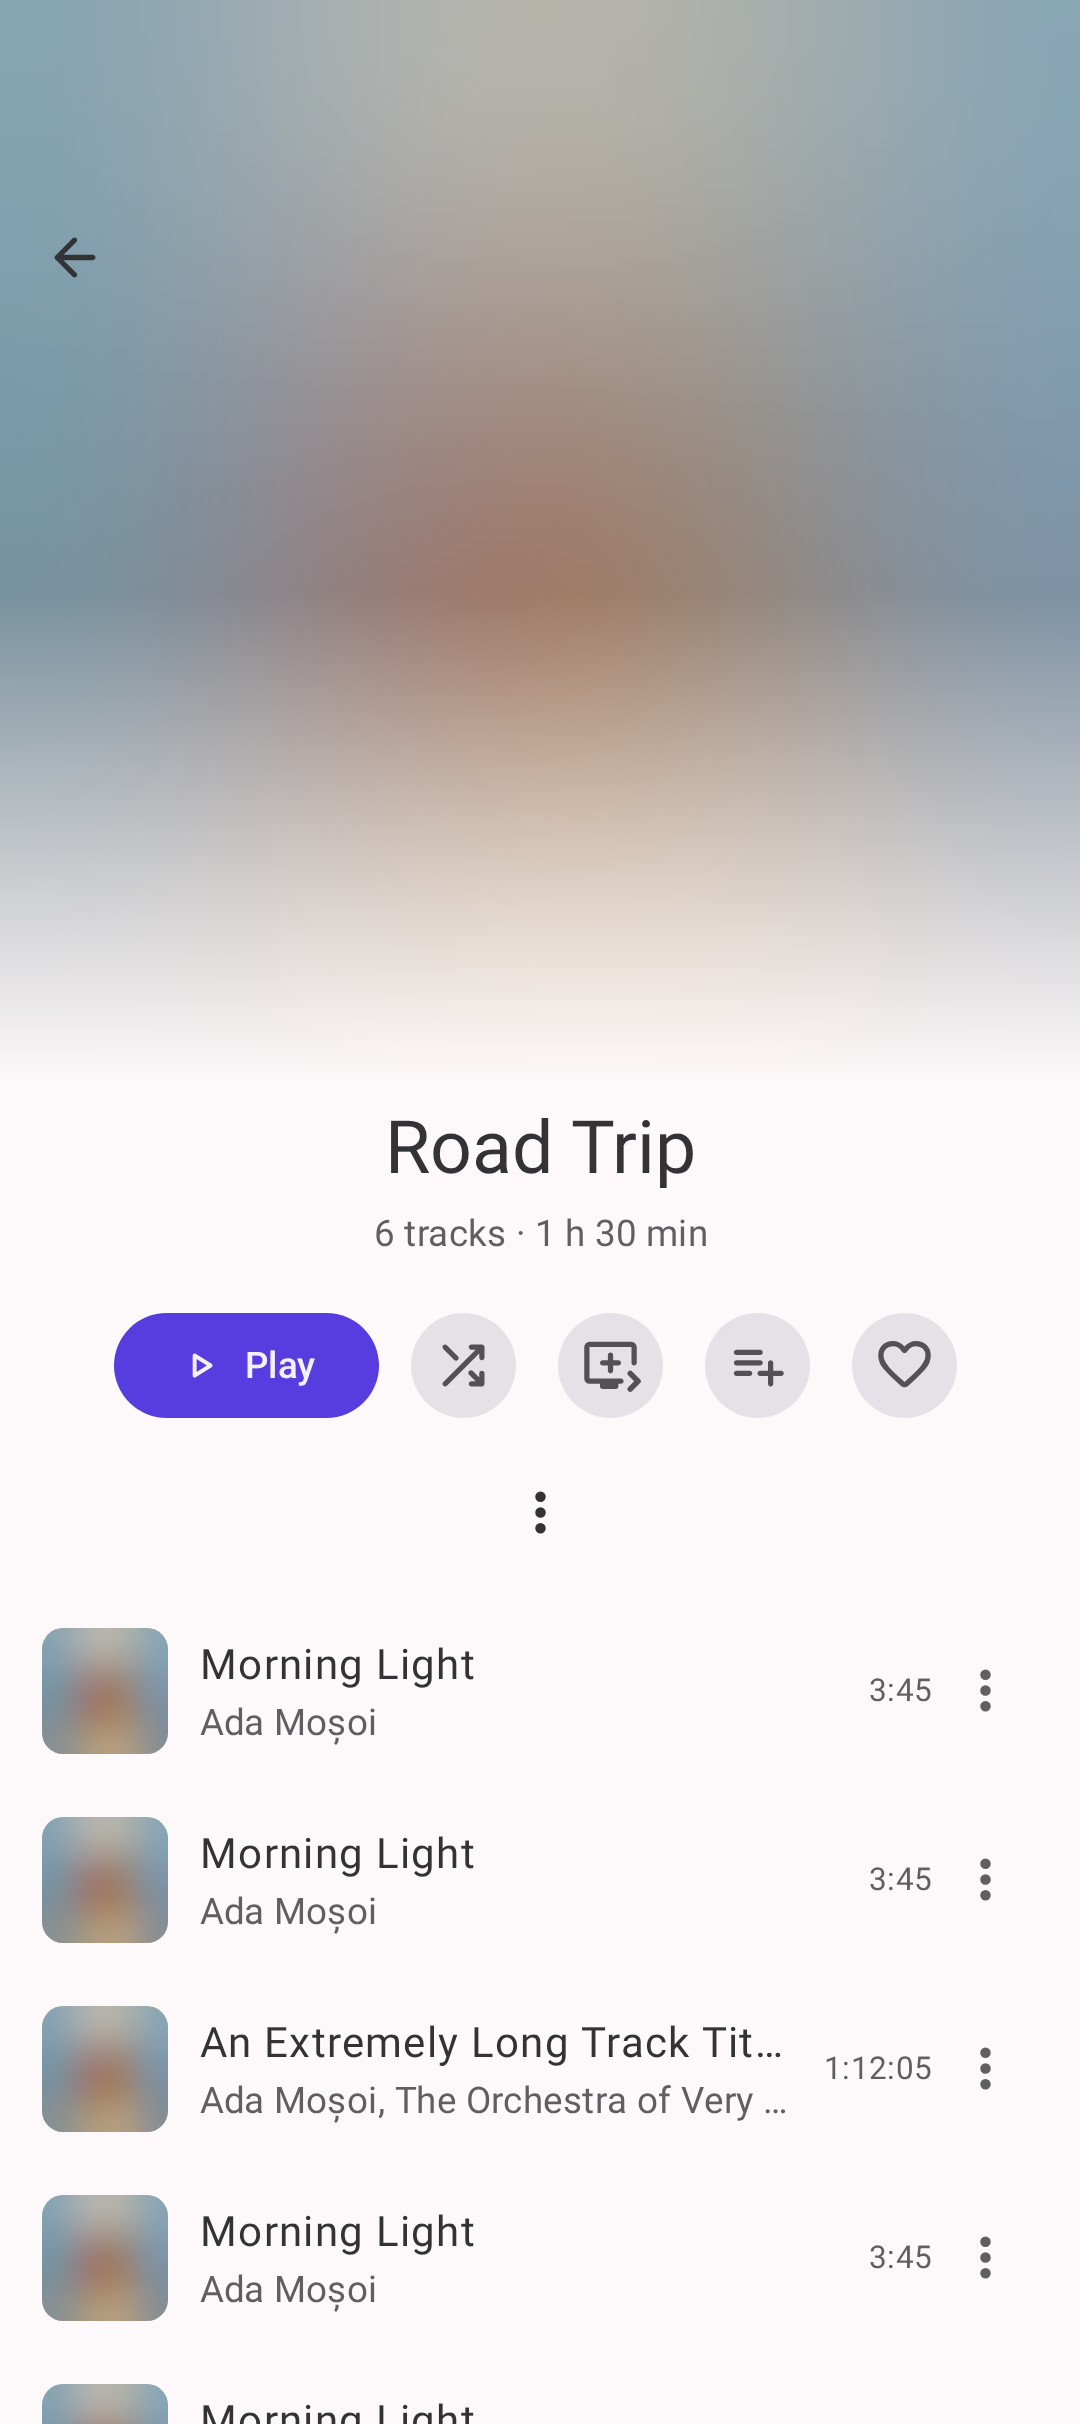 Road Trip
6 tracks · 1 h 30 min
Play
Morning Light
Ada Moșoi
3:45
Morning Light
Ada Moșoi
3:45
An Extremely Long Track Tit…
Ada Moșoi, The Orchestra of Very …
1:12:05
Morning Light
Ada Moșoi
3:45
Morning Light